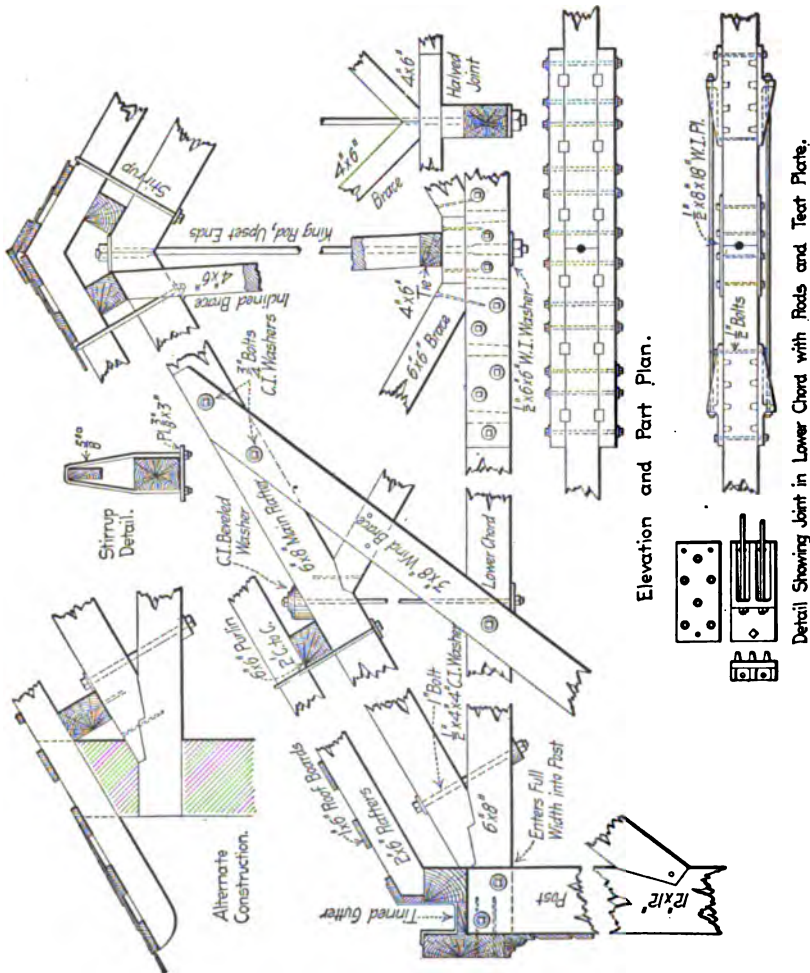 Alternate
Construction.
Stirrup
Detail.
5/8"ø
Pl. 3/8"x3"
Stirrup
King Rod, Upset Ends
Inclined Brace
4"x6"
3/4" Bolts
C.I. Washers
C.I. Beveled
Washer
6"x6" Purlin
12' C. to C.
6"x8" Main Rafter
3"x8" Wind Brace
Lower Chord
1"x6" Roof Boards
2"x6" Rafters
Tinned Gutter
1" Bolt
1/2"x4"x4" C.I. Washer
6"x8"
Enters Full
Width into Post
Post
12"x12"
4"x6"
Tie
6"x6" Brace
1/2"x6"x6" W.I. Washer
4"x6"
Brace
4"x6"
Halved
Joint
Elevation and Part Plan.
1/2" Bolts
1/2"x8"x18" W.I. Pl.
Detail Showing Joint in Lower Chord with Rods and Teat Plate.